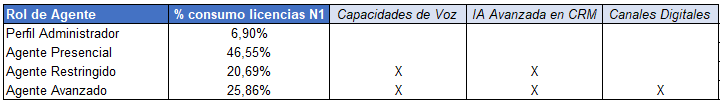 Rol de Agente % consumo licencias N1 Capacidades de Voz IA Avanzada en CRM Canales Digitales
Perfil Administrador 6,90%
Agente Presencial 46,55%
Agente Restringido 20,69% X X
Agente Avanzado 25,86% X X X